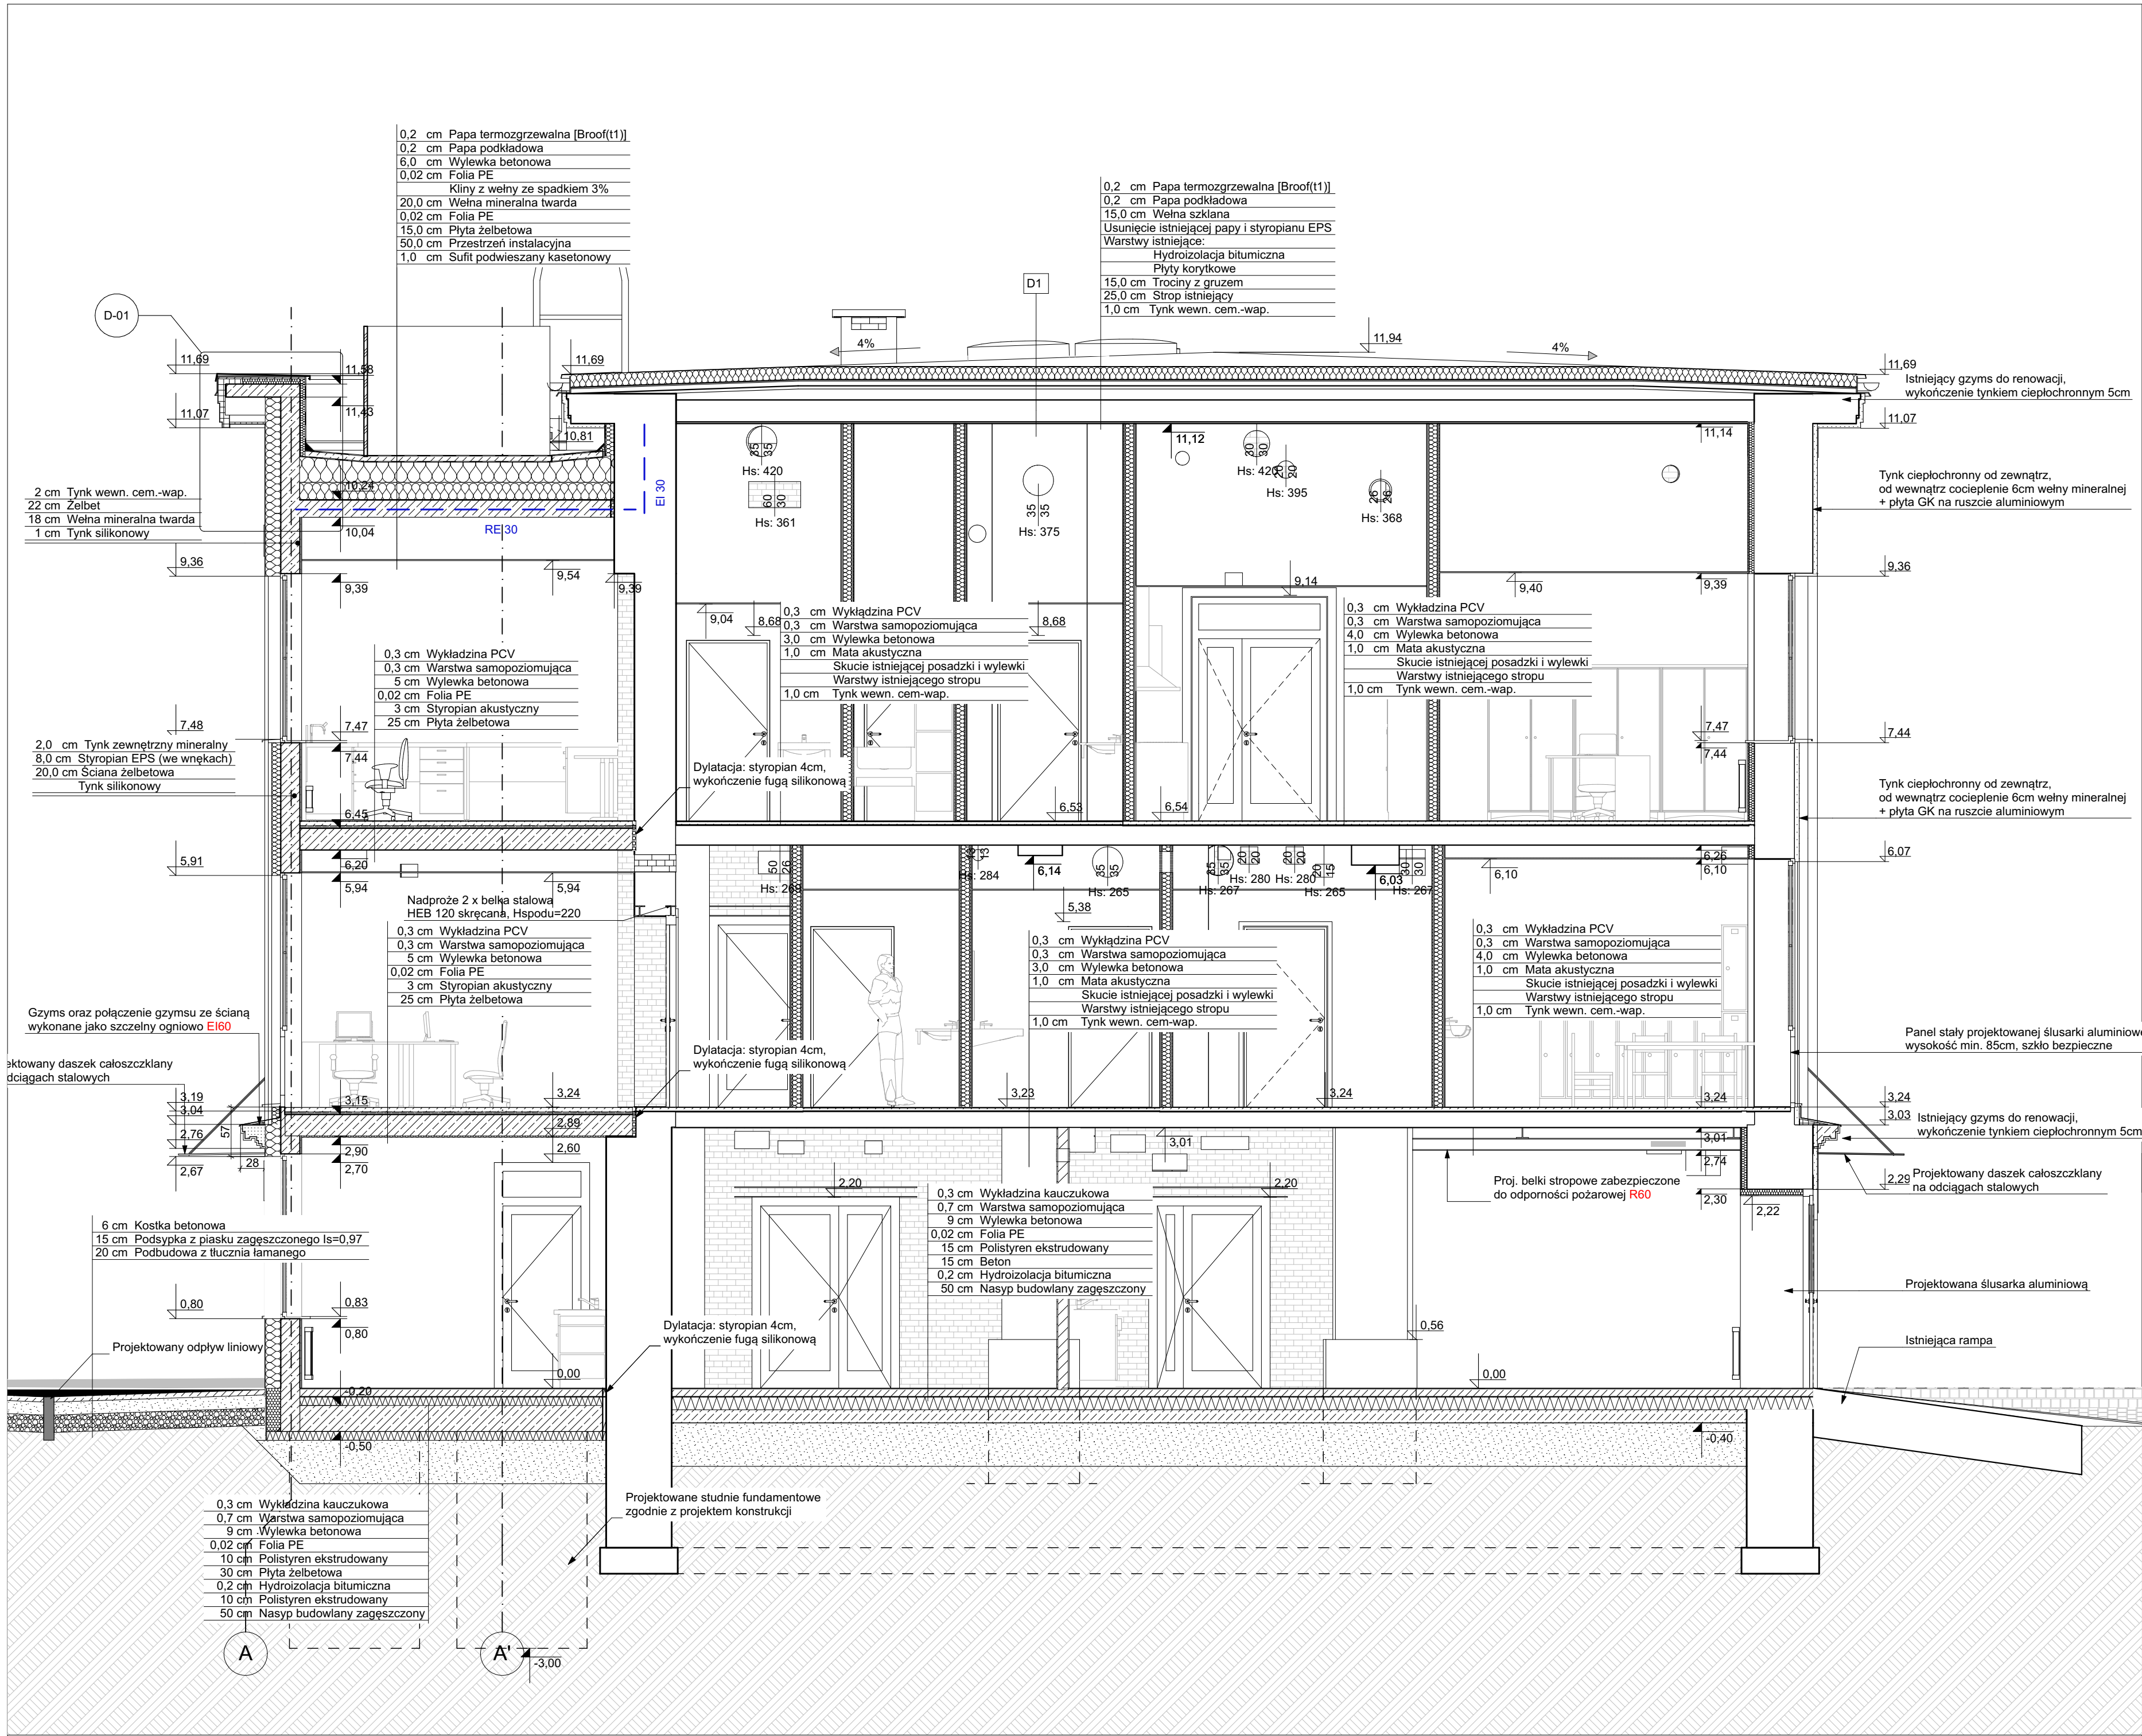 0,2 cm Papa termozgrzewalna [Broof(t1)]
0,2 cm Papa podkładowa
6,0 cm Wylewka betonowa
0,02 cm Folia PE
Kliny z wełny ze spadkiem 3%
20,0 cm Wełna mineralna twarda
0,02 cm Folia PE
15,0 cm Płyta żelbetowa
50,0 cm Przestrzeń instalacyjna
1,0 cm Sufit podwieszany kasetonowy
0,2 cm Papa termozgrzewalna [Broof(t1)]
0,2 cm Papa podkładowa
15,0 cm Wełna szklana
Usunięcie istniejącej papy i styropianu EPS
Warstwy istniejące:
Hydroizolacja bitumiczna
Płyty korytkowe
15,0 cm Trociny z gruzem
25,0 cm Strop istniejący
1,0 cm Tynk wewn. cem.-wap.
D-01
D1
4%
11,94
4%
11,69
11,58
11,69
11,69
Istniejący gzyms do renowacji,
wykończenie tynkiem ciepłochronnym 5cm
11,07
11,43
10,81
11,12
11,14
11,07
35
35
Hs: 420
60
30
Hs: 361
35
35
Hs: 375
30
30
Hs: 420
20
20
Hs: 395
26
26
Hs: 368
EI 30
RE 30
10,24
10,04
2 cm Tynk wewn. cem.-wap.
22 cm Żelbet
18 cm Wełna mineralna twarda
1 cm Tynk silikonowy
Tynk ciepłochronny od zewnątrz,
od wewnątrz cocieplenie 6cm wełny mineralnej
+ płyta GK na ruszcie aluminiowym
9,36
9,39
9,54
9,39
9,04
8,68
8,68
9,14
9,40
9,39
9,36
0,3 cm Wykładzina PCV
0,3 cm Warstwa samopoziomująca
3,0 cm Wylewka betonowa
1,0 cm Mata akustyczna
Skucie istniejącej posadzki i wylewki
Warstwy istniejącego stropu
1,0 cm Tynk wewn. cem-wap.
0,3 cm Wykładzina PCV
0,3 cm Warstwa samopoziomująca
4,0 cm Wylewka betonowa
1,0 cm Mata akustyczna
Skucie istniejącej posadzki i wylewki
Warstwy istniejącego stropu
1,0 cm Tynk wewn. cem.-wap.
0,3 cm Wykładzina PCV
0,3 cm Warstwa samopoziomująca
5 cm Wylewka betonowa
0,02 cm Folia PE
3 cm Styropian akustyczny
25 cm Płyta żelbetowa
7,48
7,47
7,44
7,47
7,44
7,44
2,0 cm Tynk zewnętrzny mineralny
8,0 cm Styropian EPS (we wnękach)
20,0 cm Ściana żelbetowa
Tynk silikonowy
Dylatacja: styropian 4cm,
wykończenie fugą silikonową
Tynk ciepłochronny od zewnątrz,
od wewnątrz cocieplenie 6cm wełny mineralnej
+ płyta GK na ruszcie aluminiowym
6,45
6,53
6,54
5,91
6,20
5,94
5,94
50
26
13
Hs: 284
6,14
35
35
Hs: 265
35
35
Hs: 267
20
20
Hs: 280
20
20
Hs: 280
20
15
Hs: 265
6,03
30
30
Hs: 267
6,10
6,26
6,10
6,07
Nadproże 2 x belka stalowa
HEB 120 skręcana, Hspodu=220
5,38
0,3 cm Wykładzina PCV
0,3 cm Warstwa samopoziomująca
5 cm Wylewka betonowa
0,02 cm Folia PE
3 cm Styropian akustyczny
25 cm Płyta żelbetowa
0,3 cm Wykłądzina PCV
0,3 cm Warstwa samopoziomująca
3,0 cm Wylewka betonowa
1,0 cm Mata akustyczna
Skucie istniejącej posadzki i wylewki
Warstwy istniejącego stropu
1,0 cm Tynk wewn. cem-wap.
0,3 cm Wykładzina PCV
0,3 cm Warstwa samopoziomująca
4,0 cm Wylewka betonowa
1,0 cm Mata akustyczna
Skucie istniejącej posadzki i wylewki
Warstwy istniejącego stropu
1,0 cm Tynk wewn. cem.-wap.
Gzyms oraz połączenie gzymsu ze ścianą
wykonane jako szczelny ogniowo EI60
ektowany daszek całoszczklany
dciągach stalowych
Dylatacja: styropian 4cm,
wykończenie fugą silikonową
Panel stały projektowanej ślusarki aluminiowe
wysokość min. 85cm, szkło bezpieczne
3,19
3,04
2,76
2,67
57
28
3,15
2,90
2,70
3,24
2,89
2,60
3,23
3,24
3,24
3,24
3,03
3,01
3,01
2,74
2,30
2,22
2,29
Istniejący gzyms do renowacji,
wykończenie tynkiem ciepłochronnym 5cm
Projektowany daszek całoszczklany
na odciągach stalowych
Proj. belki stropowe zabezpieczone
do odporności pożarowej R60
2,20
2,20
6 cm Kostka betonowa
15 cm Podsypka z piasku zagęszczonego Is=0,97
20 cm Podbudowa z tłucznia łamanego
0,3 cm Wykładzina kauczukowa
0,7 cm Warstwa samopoziomująca
9 cm Wylewka betonowa
0,02 cm Folia PE
15 cm Polistyren ekstrudowany
15 cm Beton
0,2 cm Hydroizolacja bitumiczna
50 cm Nasyp budowlany zagęszczony
Projektowana ślusarka aluminiową
0,80
0,83
0,80
Projektowany odpływ liniowy
Dylatacja: styropian 4cm,
wykończenie fugą silikonową
0,56
Istniejąca rampa
0,00
0,00
-0,20
-0,50
-0,40
Projektowane studnie fundamentowe
zgodnie z projektem konstrukcji
0,3 cm Wykładzina kauczukowa
0,7 cm Warstwa samopoziomująca
9 cm Wylewka betonowa
0,02 cm Folia PE
10 cm Polistyren ekstrudowany
30 cm Płyta żelbetowa
0,2 cm Hydroizolacja bitumiczna
10 cm Polistyren ekstrudowany
50 cm Nasyp budowlany zagęszczony
A
A'
-3,00